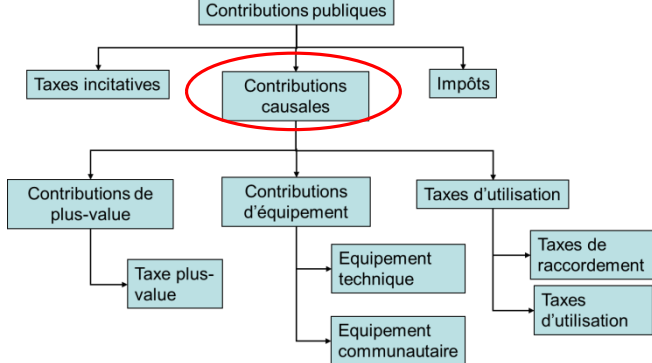 Contributions publiques
Taxes incitatives
Contributions
causales
Impôts
Contributions de
plus-value
Contributions
d'équipement
Taxes d'utilisation
Taxe plus-
value
Equipement
technique
Equipement
communautaire
Taxes de
raccordement
Taxes
d'utilisation